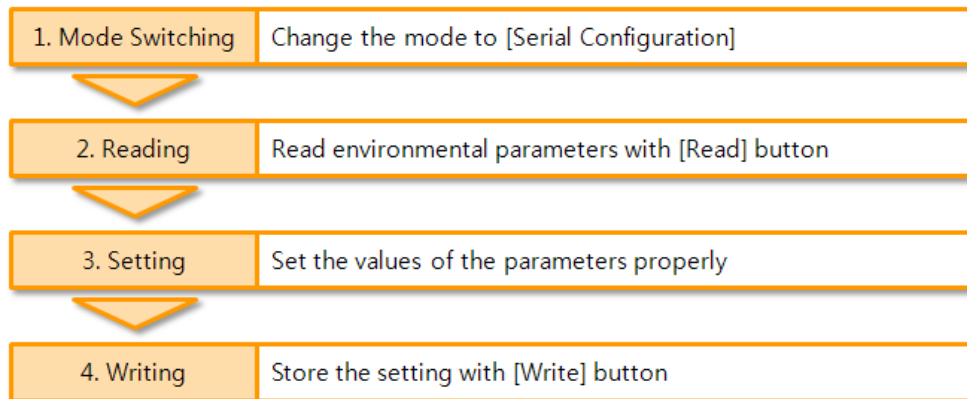 1. Mode Switching Change the mode to [Serial Configuration]
2. Reading Read environmental parameters with [Read] button
3. Setting Set the values of the parameters properly
4. Writing Store the setting with [Write] button